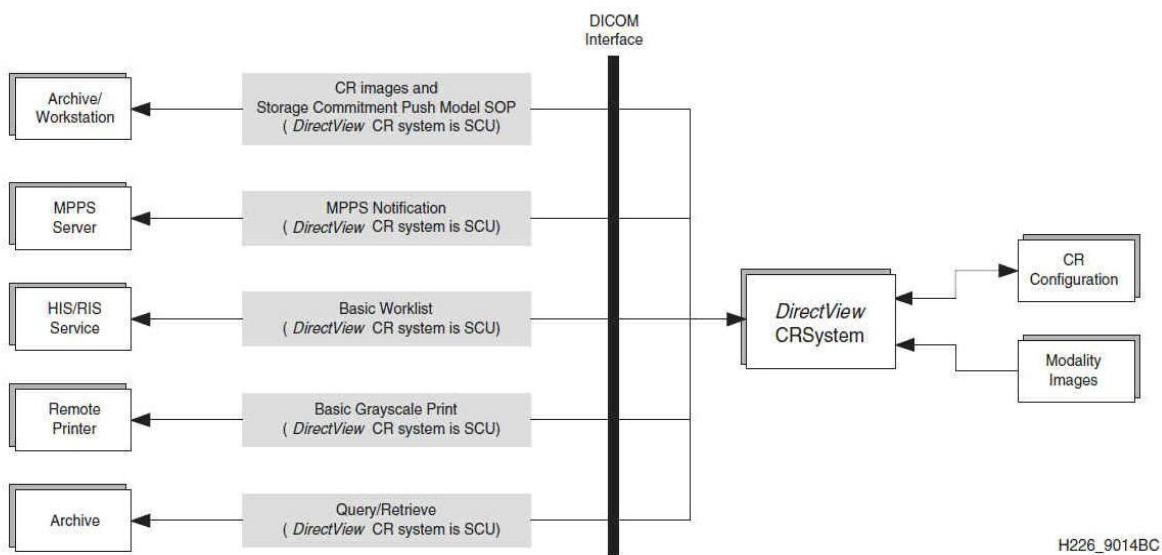 DICOM
Interface
Archive/
Workstation
CR images and
Storage Commitment Push Model SOP
( DirectView CR system is SCU)
MPPS
Server
MPPS Notification
( DirectView CR system is SCU)
HIS/RIS
Service
Basic Worklist
( DirectView CR system is SCU)
Remote
Printer
Basic Grayscale Print
( DirectView CR system is SCU)
Archive
Query/Retrieve
( DirectView CR system is SCU)
DirectView
CRSystem
CR
Configuration
Modality
Images
H226_9014BC